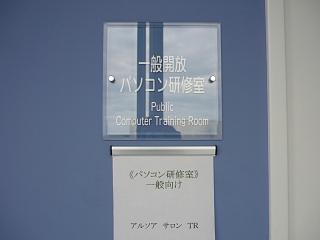 一般開放
パソコン研修室
Public
Computer Training Room
《パソコン研修室》
一般向け
アルソア サロン TR